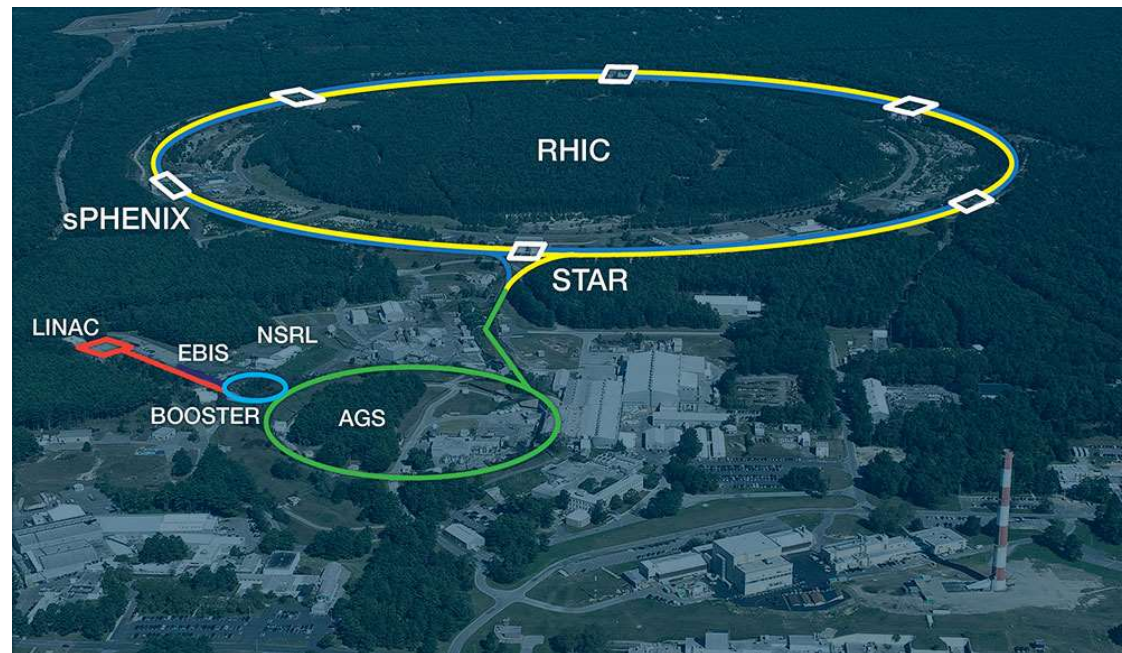 RHIC
sPHENIX
STAR
LINAC
NSRL
EBIS
BOOSTER
AGS